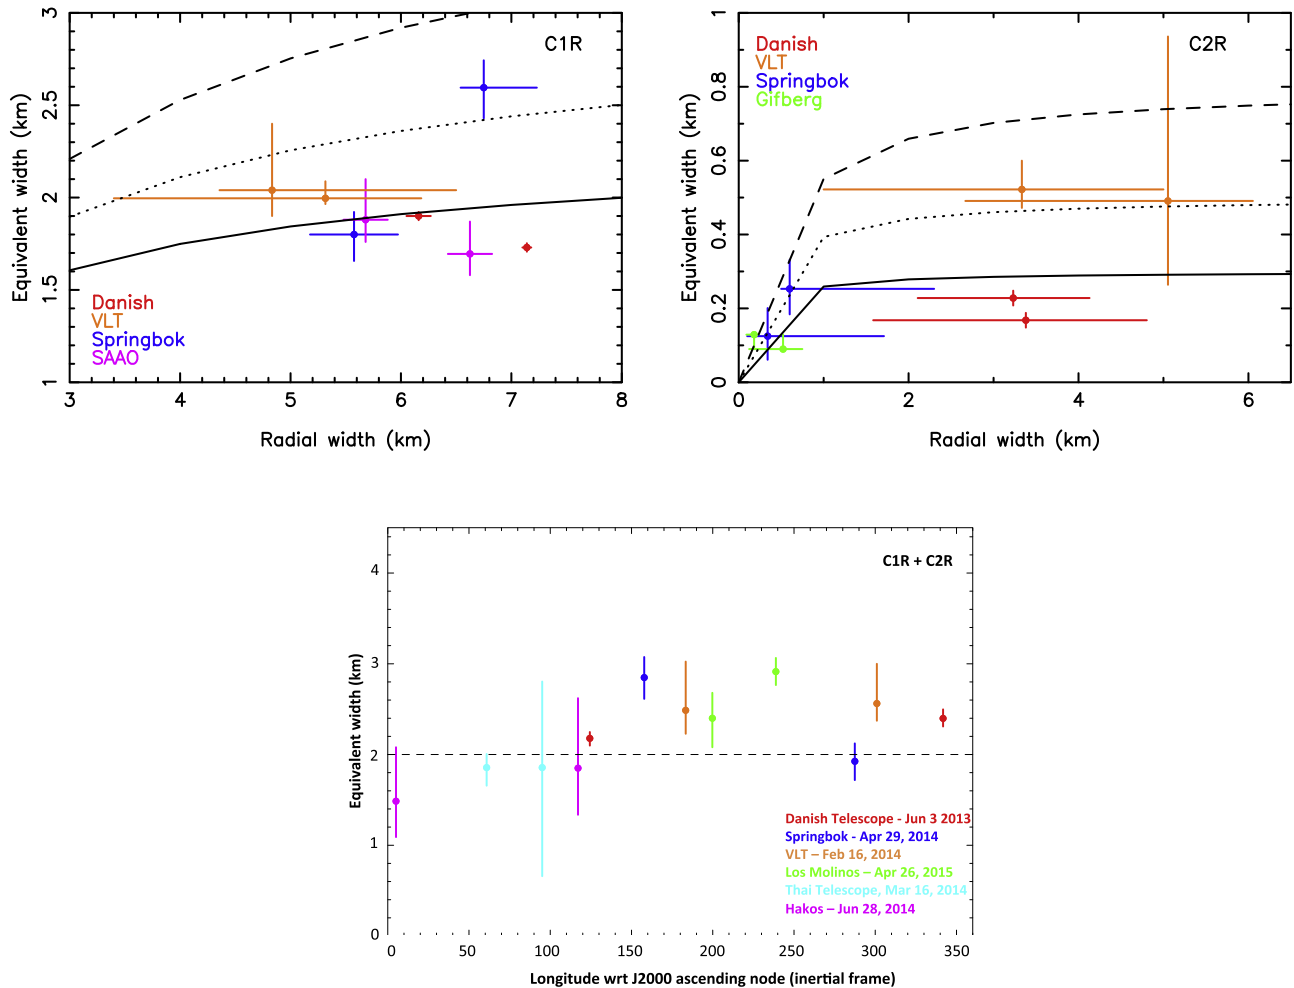 C1R
3
2.5
2
1.5
1
Equivalent width (km)
Danish
VLT
Springbok
SAAO
3 4 5 6 7 8
Radial width (km)
C2R
Danish
VLT
Springbok
Gifberg
1
0.8
0.6
0.4
0.2
0
Equivalent width (km)
0 2 4 6
Radial width (km)
C1R + C2R
4
3
2
1
0
Equivalent width (km)
Danish Telescope - Jun 3 2013
Springbok - Apr 29, 2014
VLT – Feb 16, 2014
Los Molinos – Apr 26, 2015
Thai Telescope, Mar 16, 2014
Hakos – Jun 28, 2014
0 50 100 150 200 250 300 350
Longitude wrt J2000 ascending node (inertial frame)